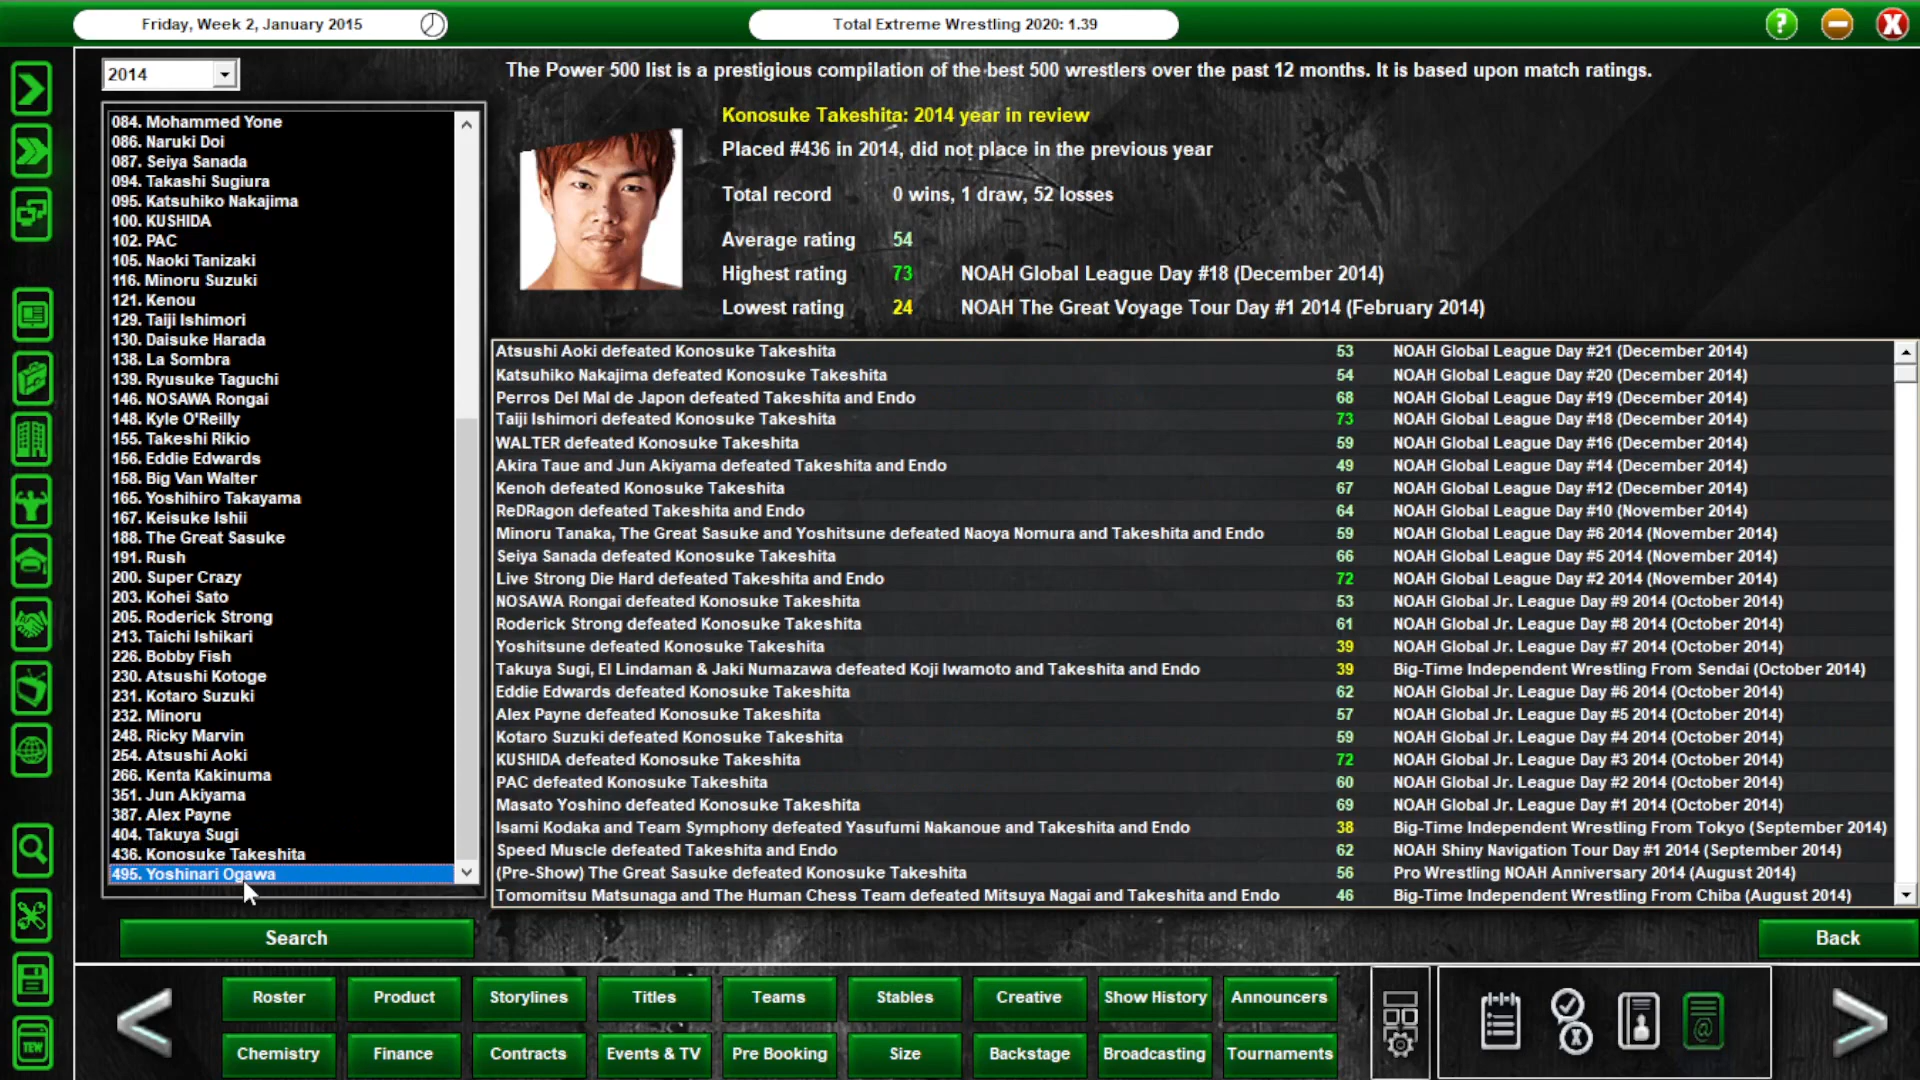 Friday, Week 2, January 2015
Total Extreme Wrestling 2020: 1.39
2014
The Power 500 list is a prestigious compilation of the best 500 wrestlers over the past 12 months. It is based upon match ratings.
084. Mohammed Yone
086. Naruki Doi
087. Seiya Sanada
094. Takashi Sugiura
095. Katsuhiko Nakajima
100. KUSHIDA
102. PAC
105. Naoki Tanizaki
116. Minoru Suzuki
121. Kenou
129. Taiji Ishimori
130. Daisuke Harada
138. La Sombra
139. Ryusuke Taguchi
146. NOSAWA Rongai
148. Kyle O'Reilly
155. Takeshi Rikio
156. Eddie Edwards
158. Big Van Walter
165. Yoshihiro Takayama
167. Keisuke Ishii
188. The Great Sasuke
191. Rush
200. Super Crazy
203. Kohei Sato
205. Roderick Strong
213. Taichi Ishikari
226. Bobby Fish
230. Atsushi Kotoge
231. Kotaro Suzuki
232. Minoru
248. Ricky Marvin
254. Atsushi Aoki
266. Kenta Kakinuma
351. Jun Akiyama
387. Alex Payne
404. Takuya Sugi
436. Konosuke Takeshita
495. Yoshinari Ogawa
Search
Konosuke Takeshita: 2014 year in review
Placed #436 in 2014, did not place in the previous year
Total record 0 wins, 1 draw, 52 losses
Average rating 54
Highest rating 73 NOAH Global League Day #18 (December 2014)
Lowest rating 24 NOAH The Great Voyage Tour Day #1 2014 (February 2014)
Atsushi Aoki defeated Konosuke Takeshita 53 NOAH Global League Day #21 (December 2014)
Katsuhiko Nakajima defeated Konosuke Takeshita 54 NOAH Global League Day #20 (December 2014)
Perros Del Mal de Japon defeated Takeshita and Endo 68 NOAH Global League Day #19 (December 2014)
Taiji Ishimori defeated Konosuke Takeshita 73 NOAH Global League Day #18 (December 2014)
WALTER defeated Konosuke Takeshita 59 NOAH Global League Day #16 (December 2014)
Akira Taue and Jun Akiyama defeated Takeshita and Endo 49 NOAH Global League Day #14 (December 2014)
Kenoh defeated Konosuke Takeshita 67 NOAH Global League Day #12 (December 2014)
ReDRagon defeated Takeshita and Endo 64 NOAH Global League Day #10 (November 2014)
Minoru Tanaka, The Great Sasuke and Yoshitsune defeated Naoya Nomura and Takeshita and Endo 59 NOAH Global League Day #6 2014 (November 2014)
Seiya Sanada defeated Konosuke Takeshita 66 NOAH Global League Day #5 2014 (November 2014)
Live Strong Die Hard defeated Takeshita and Endo 72 NOAH Global League Day #2 2014 (November 2014)
NOSAWA Rongai defeated Konosuke Takeshita 53 NOAH Global Jr. League Day #9 2014 (October 2014)
Roderick Strong defeated Konosuke Takeshita 61 NOAH Global Jr. League Day #8 2014 (October 2014)
Yoshitsune defeated Konosuke Takeshita 39 NOAH Global Jr. League Day #7 2014 (October 2014)
Takuya Sugi, El Lindaman & Jaki Numazawa defeated Koji Iwamoto and Takeshita and Endo 39 Big-Time Independent Wrestling From Sendai (October 2014)
Eddie Edwards defeated Konosuke Takeshita 62 NOAH Global Jr. League Day #6 2014 (October 2014)
Alex Payne defeated Konosuke Takeshita 57 NOAH Global Jr. League Day #5 2014 (October 2014)
Kotaro Suzuki defeated Konosuke Takeshita 59 NOAH Global Jr. League Day #4 2014 (October 2014)
KUSHIDA defeated Konosuke Takeshita 72 NOAH Global Jr. League Day #3 2014 (October 2014)
PAC defeated Konosuke Takeshita 60 NOAH Global Jr. League Day #2 2014 (October 2014)
Masato Yoshino defeated Konosuke Takeshita 69 NOAH Global Jr. League Day #1 2014 (October 2014)
Isami Kodaka and Team Symphony defeated Yasufumi Nakanoue and Takeshita and Endo 38 Big-Time Independent Wrestling From Tokyo (September 2014)
Speed Muscle defeated Takeshita and Endo 62 NOAH Shiny Navigation Tour Day #1 2014 (September 2014)
(Pre-Show) The Great Sasuke defeated Konosuke Takeshita 56 Pro Wrestling NOAH Anniversary 2014 (August 2014)
Tomomitsu Matsunaga and The Human Chess Team defeated Mitsuya Nagai and Takeshita and Endo 46 Big-Time Independent Wrestling From Chiba (August 2014)
Back
Roster Product Storylines Titles Teams Stables Creative Show History Announcers
Chemistry Finance Contracts Events & TV Pre Booking Size Backstage Broadcasting Tournaments
TEW